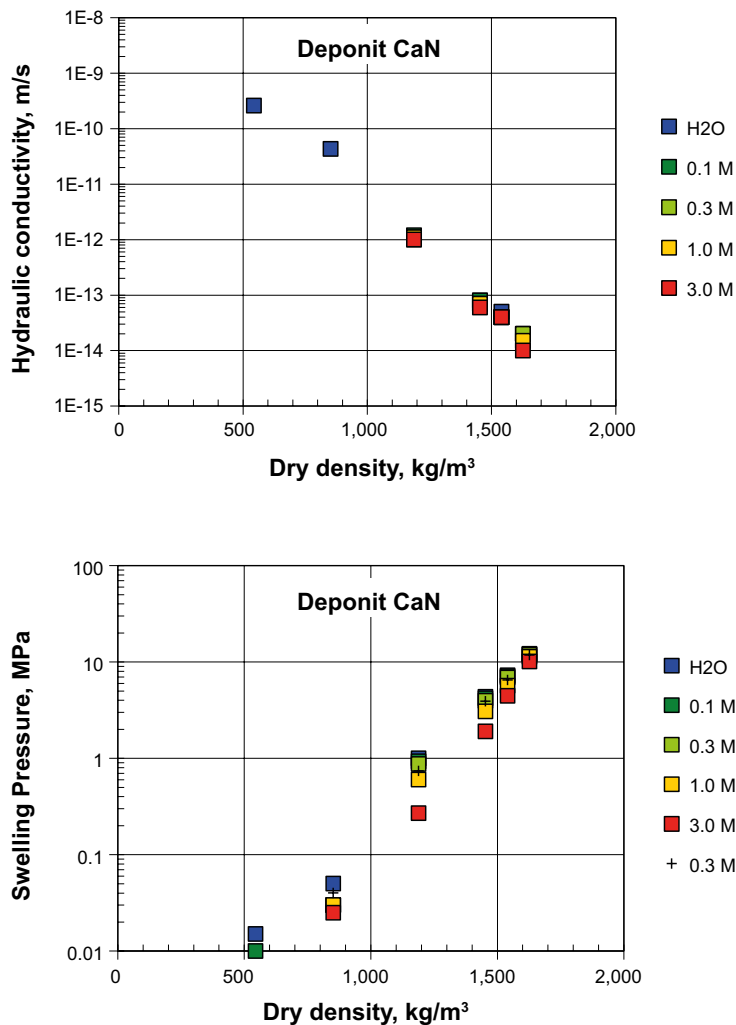 Deponit CaN
Hydraulic conductivity, m/s
1E-8
1E-9
1E-10
1E-11
1E-12
1E-13
1E-14
1E-15
0
500
1,000
1,500
2,000
Dry density, kg/m³
H2O
0.1 M
0.3 M
1.0 M
3.0 M
Deponit CaN
Swelling Pressure, MPa
100
10
1
0.1
0.01
0
500
1,000
1,500
2,000
Dry density, kg/m³
H2O
0.1 M
0.3 M
1.0 M
3.0 M
+ 0.3 M